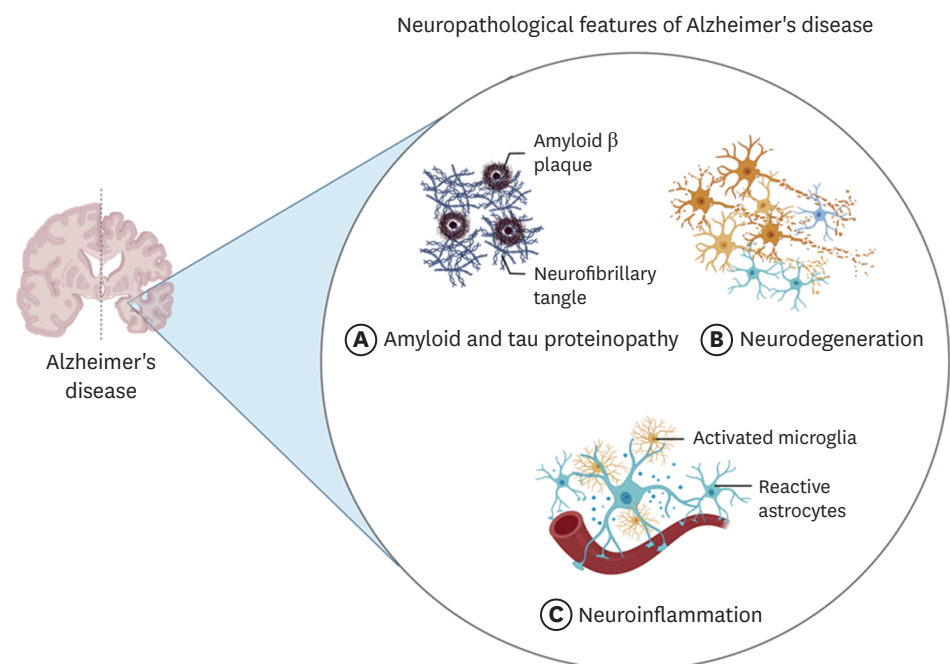 Neuropathological features of Alzheimer's disease
Amyloid β
plaque
Neurofibrillary
tangle
A Amyloid and tau proteinopathy
B Neurodegeneration
Alzheimer's
disease
Activated microglia
Reactive
astrocytes
C Neuroinflammation